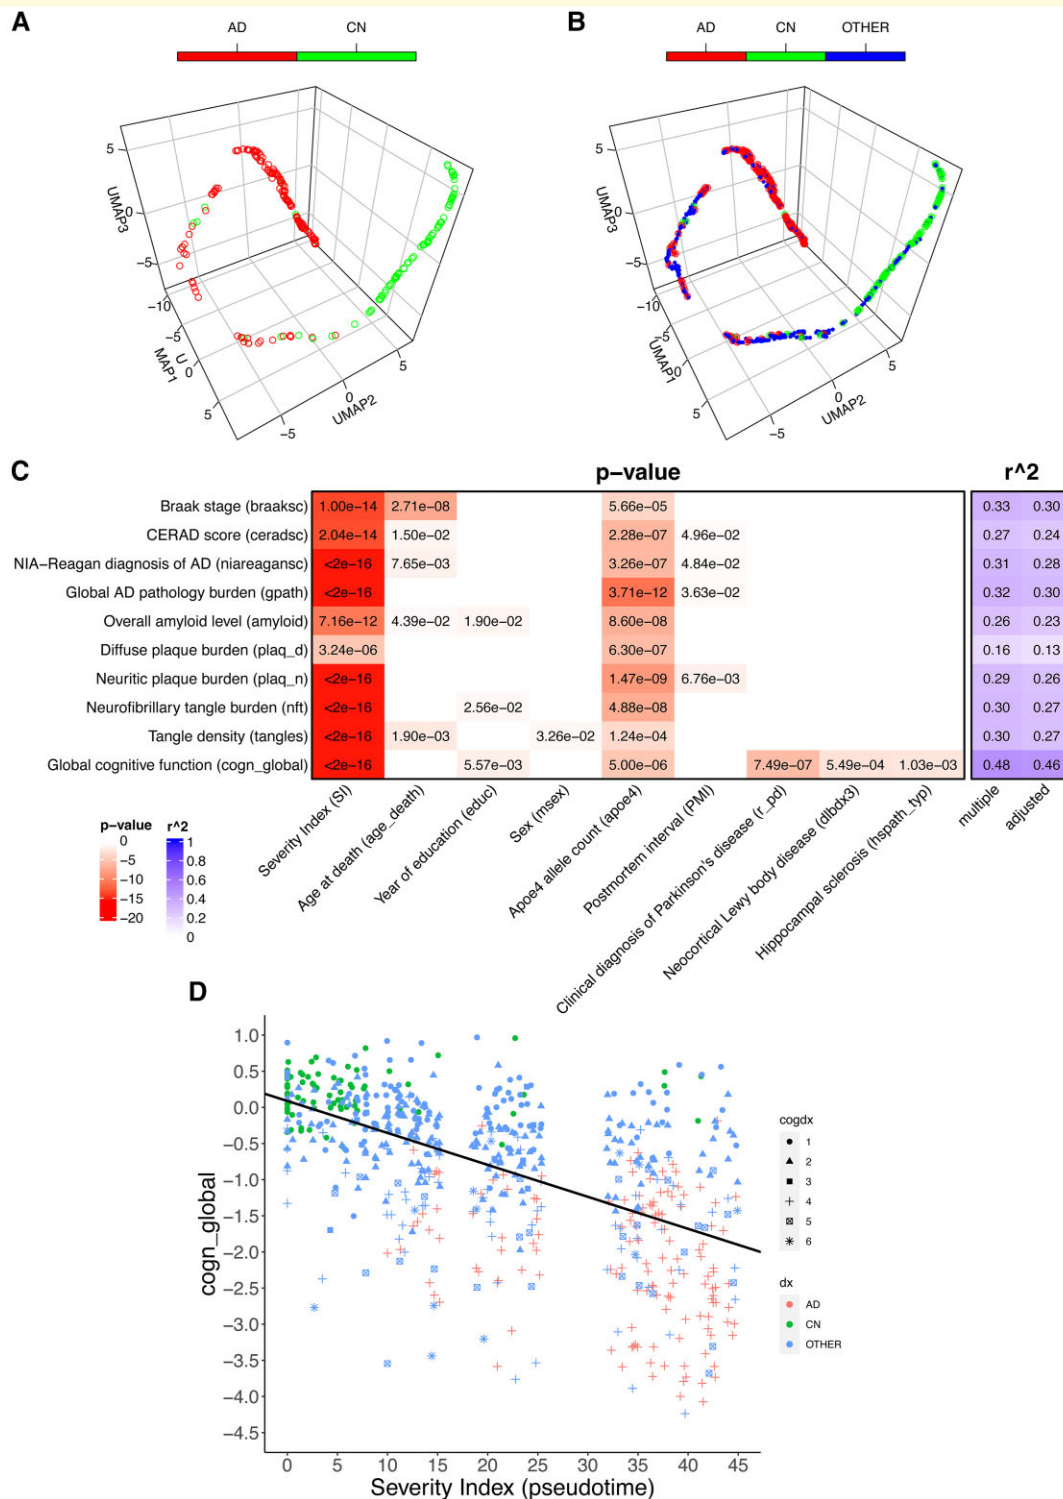 A
AD CN
5
0
−5
UMAP3
−10
−5
0
5
U
MAP1
−5
0
5
UMAP2
B
AD CN OTHER
5
0
−5
UMAP3
−10
−5
0
5
UMAP1
−5
0
5
UMAP2
C
p−value r^2
Braak stage (braaksc) 1.00e−14 2.71e−08 5.66e−05 0.33 0.30
CERAD score (ceradsc) 2.04e−14 1.50e−02 2.28e−07 4.96e−02 0.27 0.24
NIA−Reagan diagnosis of AD (niareagansc) <2e−16 7.65e−03 3.26e−07 4.84e−02 0.31 0.28
Global AD pathology burden (gpath) <2e−16 3.71e−12 3.63e−02 0.32 0.30
Overall amyloid level (amyloid) 7.16e−12 4.39e−02 1.90e−02 8.60e−08 0.26 0.23
Diffuse plaque burden (plaq_d) 3.24e−06 6.30e−07 0.16 0.13
Neuritic plaque burden (plaq_n) <2e−16 1.47e−09 6.76e−03 0.29 0.26
Neurofibrillary tangle burden (nft) <2e−16 2.56e−02 4.88e−08 0.30 0.27
Tangle density (tangles) <2e−16 1.90e−03 3.26e−02 1.24e−04 0.30 0.27
Global cognitive function (cogn_global) <2e−16 5.57e−03 5.00e−06 7.49e−07 5.49e−04 1.03e−03 0.48 0.46
Severity Index (SI)
Age at death (age_death)
Year of education (educ)
Sex (msex)
Apoe4 allele count (apoe4)
Postmortem interval (PMI)
Clinical diagnosis of Parkinson's disease (r_pd)
Neocortical Lewy body disease (dlbdx3)
Hippocampal sclerosis (hspath_typ)
multiple
adjusted
p−value
0
−5
−10
−15
−20
r^2
1
0.8
0.6
0.4
0.2
0
D
1.0
0.5
0.0
−0.5
−1.0
−1.5
−2.0
−2.5
−3.0
−3.5
−4.0
−4.5
cogn_global
0 5 10 15 20 25 30 35 40 45
Severity Index (pseudotime)
cogdx
1
2
3
4
5
6
dx
AD
CN
OTHER